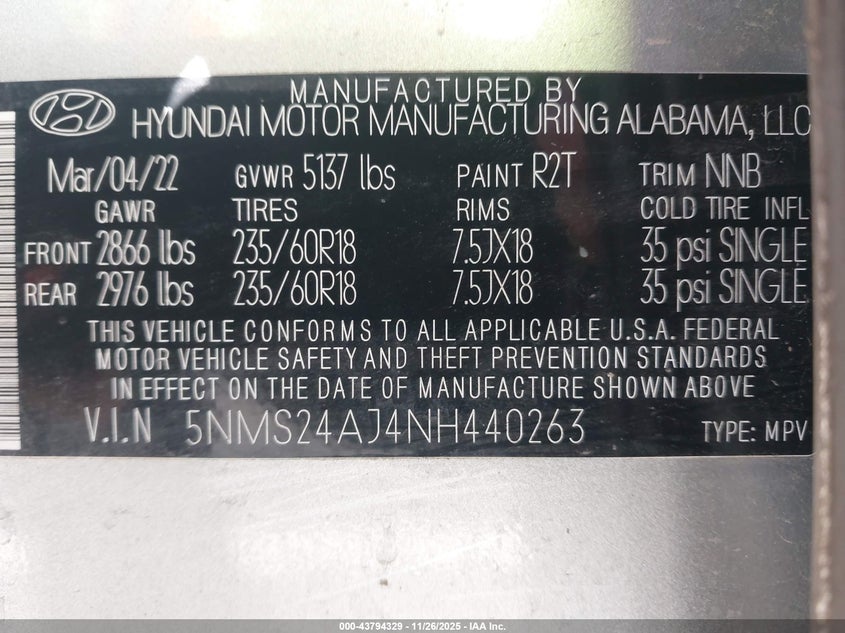 MANUFACTURED BY
HYUNDAI MOTOR MANUFACTURING ALABAMA, LLC
Mar/04/22 GVWR 5137 lbs PAINT R2T TRIM NNB
GAWR TIRES RIMS COLD TIRE INFL
FRONT 2866 lbs 235/60R18 7.5JX18 35 psi SINGLE
REAR 2976 lbs 235/60R18 7.5JX18 35 psi SINGLE
THIS VEHICLE CONFORMS TO ALL APPLICABLE U.S.A. FEDERAL
MOTOR VEHICLE SAFETY AND THEFT PREVENTION STANDARDS
IN EFFECT ON THE DATE OF MANUFACTURE SHOWN ABOVE
V.I.N 5NMS24AJ4NH440263 TYPE: MPV
000-43794329 - 11/26/2025 - IAA Inc.